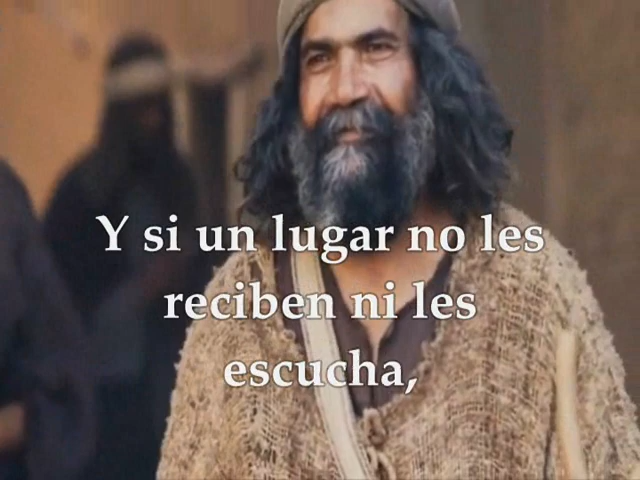 Y si un lugar no les
reciben ni les
escucha,